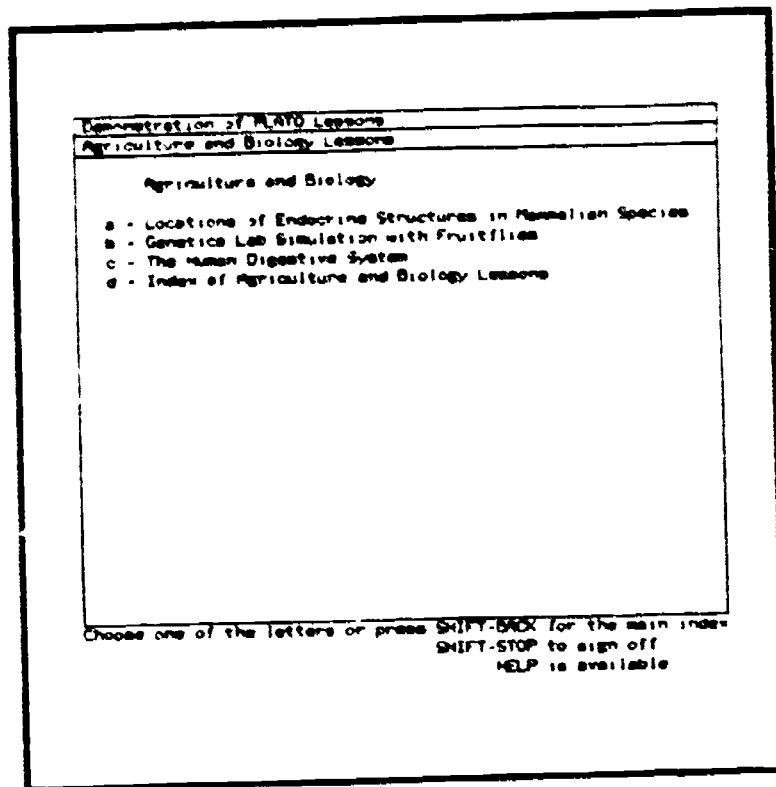 Demonstration of PLATO Lessons
Agriculture and Biology Lessons
Agriculture and Biology
a - Locations of Endocrine Structures in Mammalian Species
b - Genetics Lab Simulation with Fruitflies
c - The Human Digestive System
d - Index of Agriculture and Biology Lessons
Choose one of the letters or press SHIFT-BACK for the main index
SHIFT-STOP to sign off
HELP is available